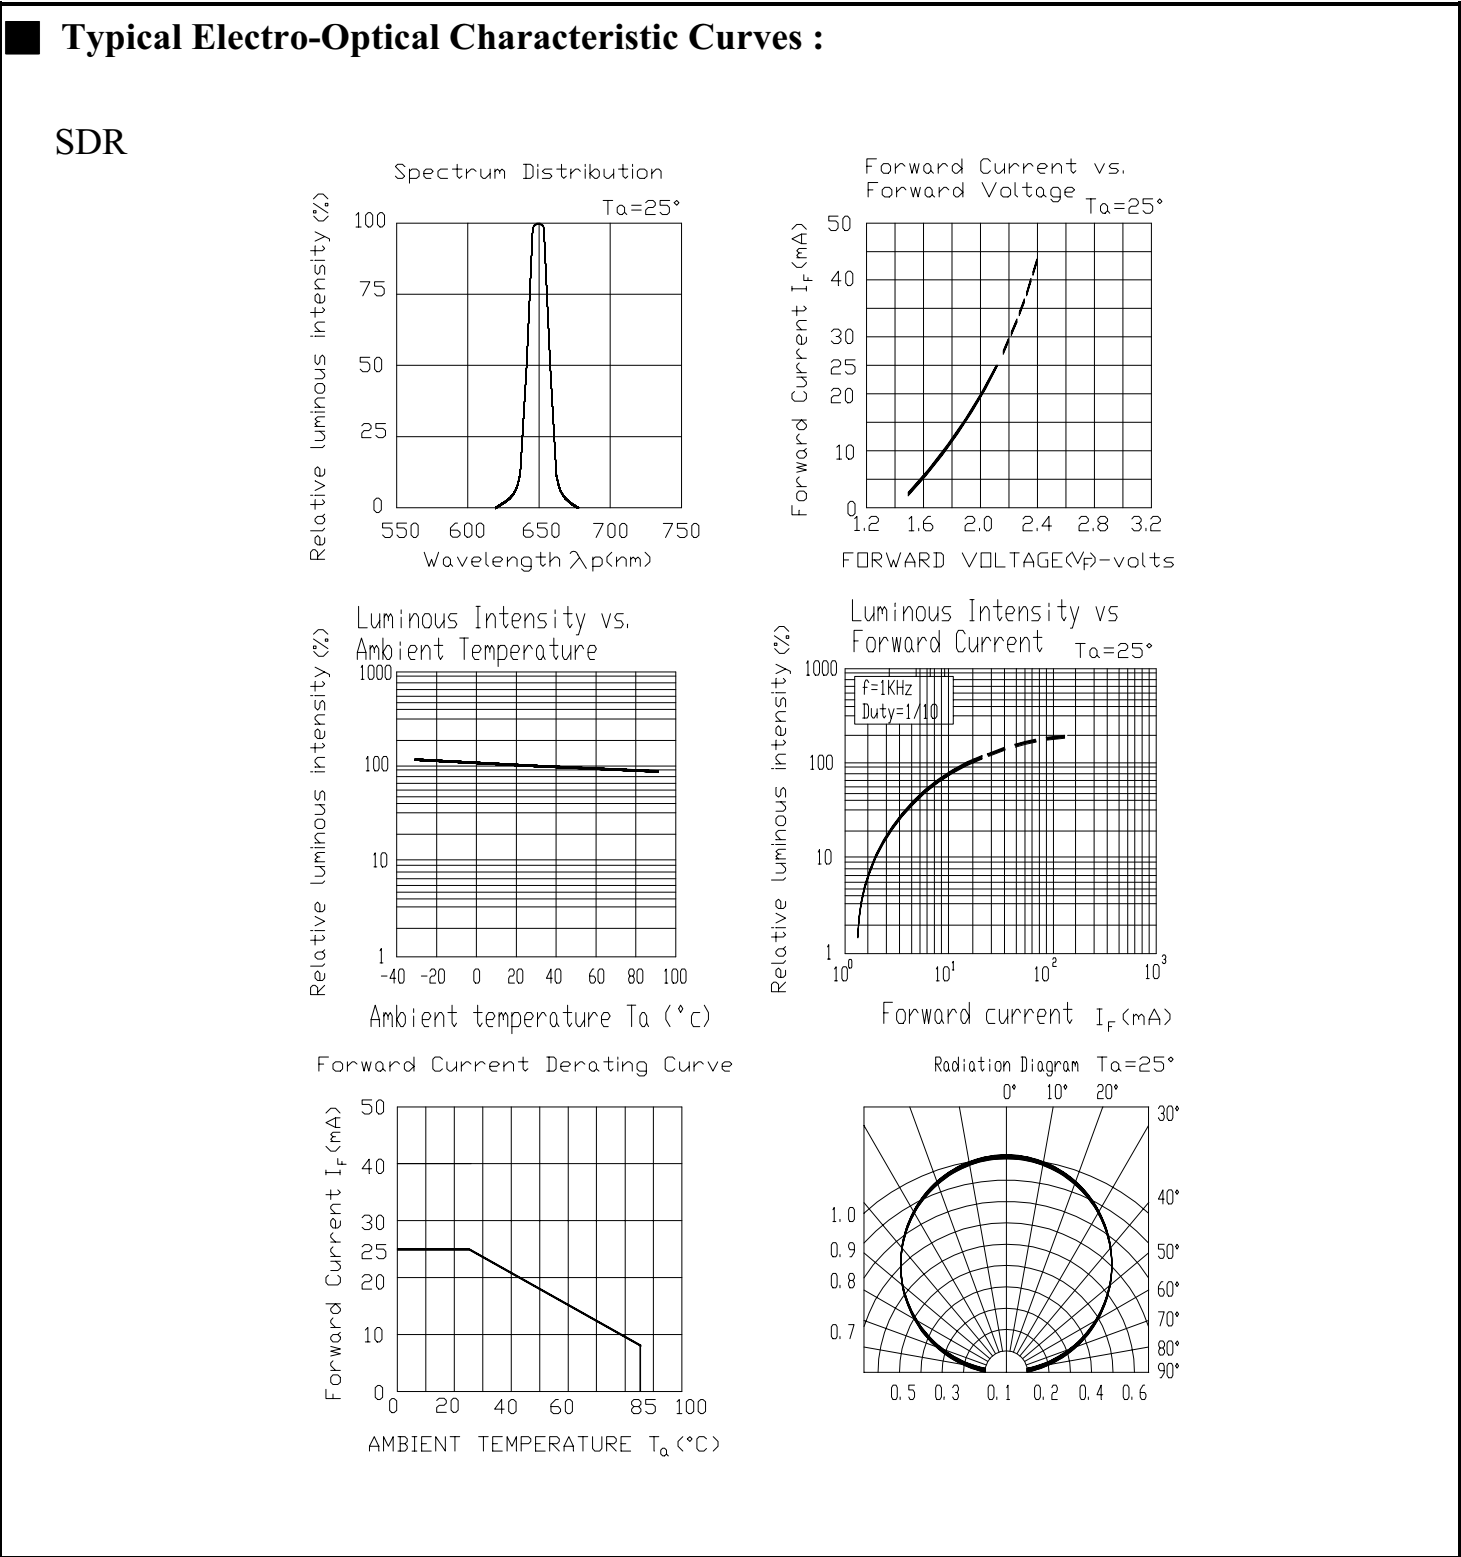 Typical Electro-Optical Characteristic Curves :
SDR
Spectrum Distribution
Ta=25°
Relative luminous intensity (%)
100
75
50
25
0
550 600 650 700 750
Wavelength λp(nm)
Forward Current vs.
Forward Voltage
Ta=25°
Forward Current IF(mA)
50
40
30
25
20
10
0
1.2 1.6 2.0 2.4 2.8 3.2
FORWARD VOLTAGE(VF)-volts
Luminous Intensity vs.
Ambient Temperature
Relative luminous intensity (%)
1000
100
10
1
-40 -20 0 20 40 60 80 100
Ambient temperature Ta (°c)
Luminous Intensity vs
Forward Current
Ta=25°
f=1KHz
Duty=1/10
Relative luminous intensity (%)
1000
100
10
1
10⁰ 10¹ 10² 10³
Forward current IF(mA)
Forward Current Derating Curve
Forward Current IF(mA)
50
40
30
25
20
10
0
0 20 40 60 85 100
AMBIENT TEMPERATURE Ta(°C)
Radiation Diagram Ta=25°
0° 10° 20°
30°
40°
50°
60°
70°
80°
90°
1.0
0.9
0.8
0.7
0.5 0.3 0.1 0.2 0.4 0.6